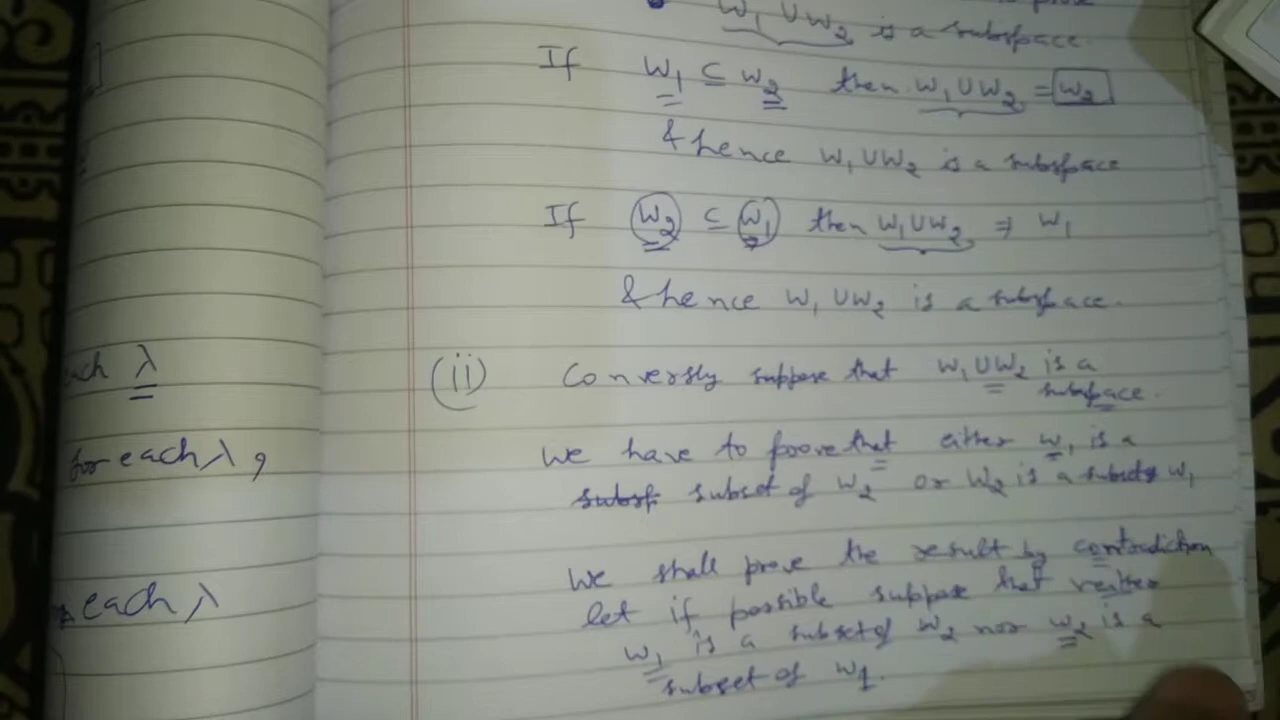 W₁ ∪ W₂ is a subspace
If W₁ ⊆ W₂ then W₁ ∪ W₂ = W₂
& hence W₁ ∪ W₂ is a subspace
If W₂ ⊆ W₁ then W₁ ∪ W₂ ⇒ W₁
& hence W₁ ∪ W₂ is a subspace.
(ii) Conversly suppose that W₁ ∪ W₂ is a
subspace.
We have to prove that either W₁ is a
subsp subset of W₂ or W₂ is a subset W₁
We shall prove the result by contradiction
let if possible suppose that neither
W₁ is a subset of W₂ nor W₂ is a
subset of W₁.
each λ
for each λ,
each λ